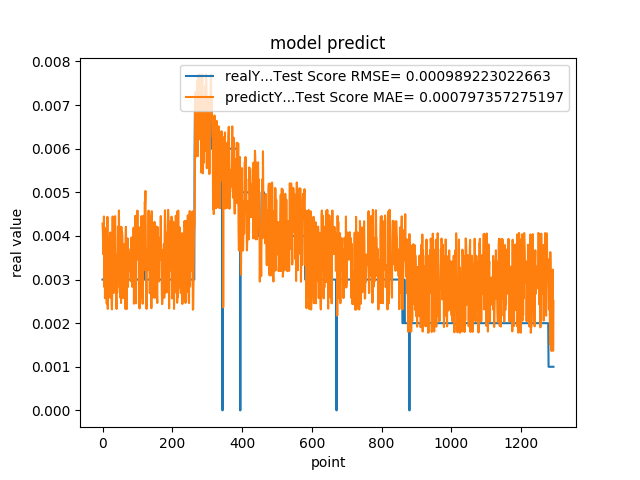 model predict
realY...Test Score RMSE= 0.000989223022663
predictY...Test Score MAE= 0.000797357275197
0.008
0.007
0.006
0.005
0.004
0.003
0.002
0.001
0.000
real value
0 200 400 600 800 1000 1200
point